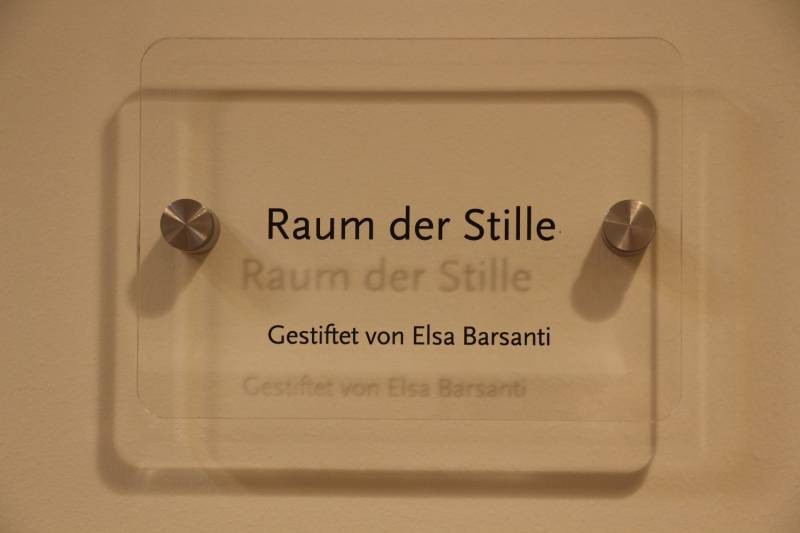 Raum der Stille
Gestiftet von Elsa Barsanti